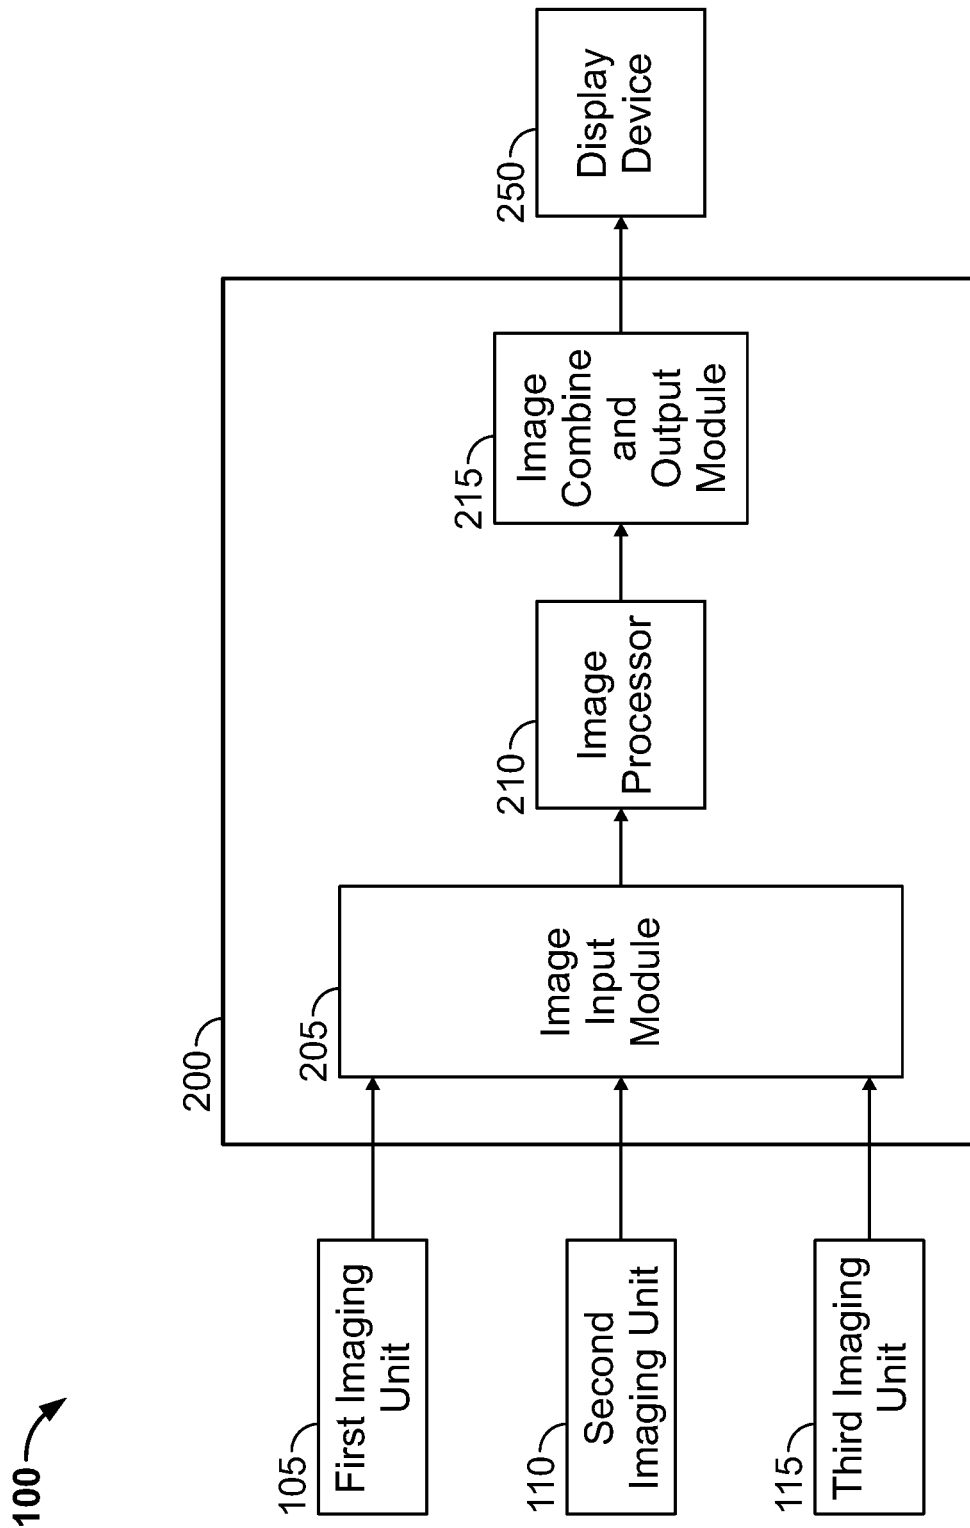 100
105
First Imaging
Unit
110
Second
Imaging Unit
115
Third Imaging
Unit
200
205
Image
Input
Module
210
Image
Processor
215
Image
Combine
and
Output
Module
250
Display
Device